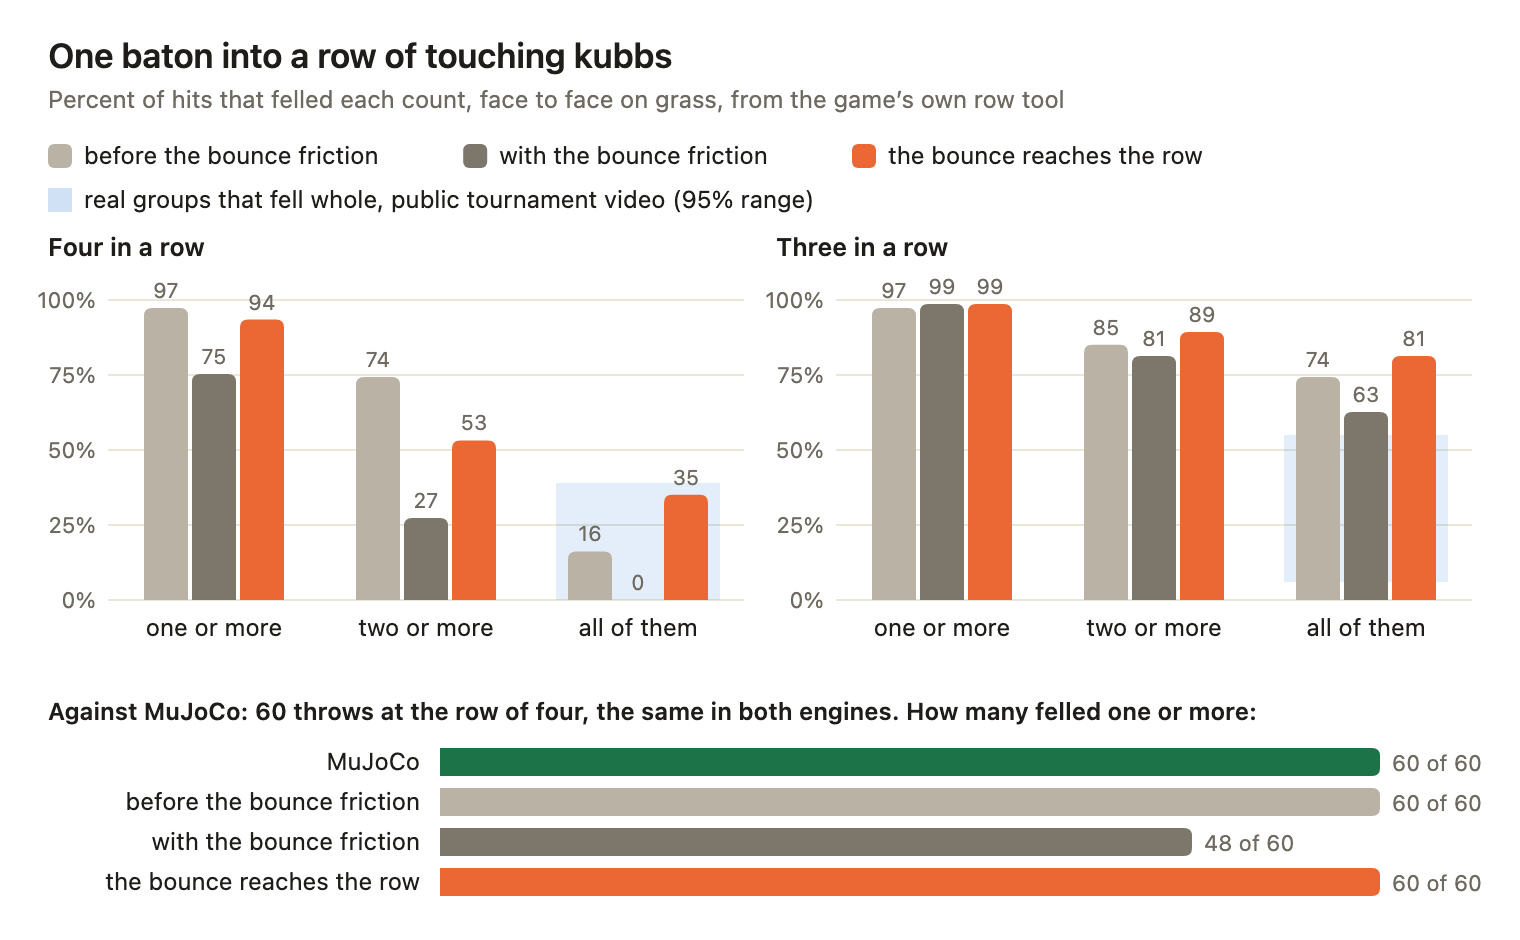 One baton into a row of touching kubbs
Percent of hits that felled each count, face to face on grass, from the game’s own row tool
before the bounce friction
with the bounce friction
the bounce reaches the row
real groups that fell whole, public tournament video (95% range)
Four in a row
100%
75%
50%
25%
0%
97
75
94
74
27
53
16
0
35
one or more
two or more
all of them
Three in a row
100%
75%
50%
25%
0%
97
99
99
85
81
89
74
63
81
one or more
two or more
all of them
Against MuJoCo: 60 throws at the row of four, the same in both engines. How many felled one or more:
MuJoCo
60 of 60
before the bounce friction
60 of 60
with the bounce friction
48 of 60
the bounce reaches the row
60 of 60